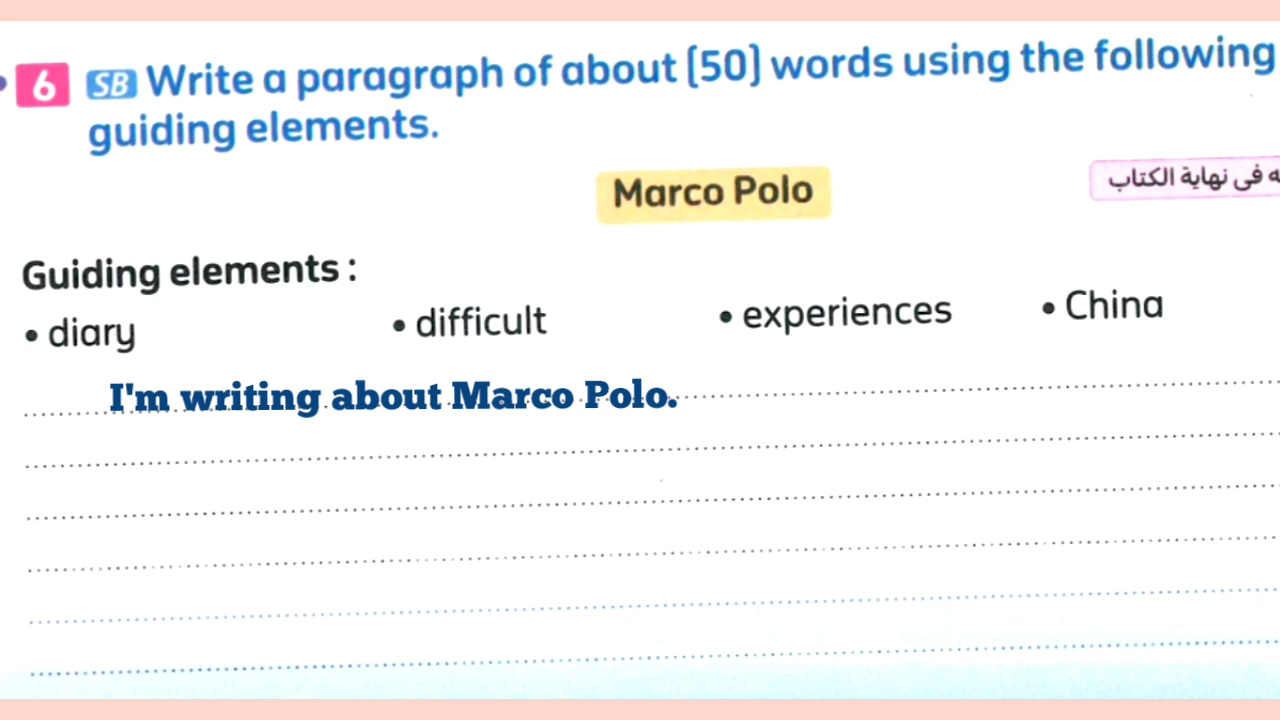 6 SB Write a paragraph of about (50) words using the following
guiding elements.
Marco Polo
فى نهاية الكتاب
Guiding elements :
• diary • difficult • experiences • China
I'm writing about Marco Polo.